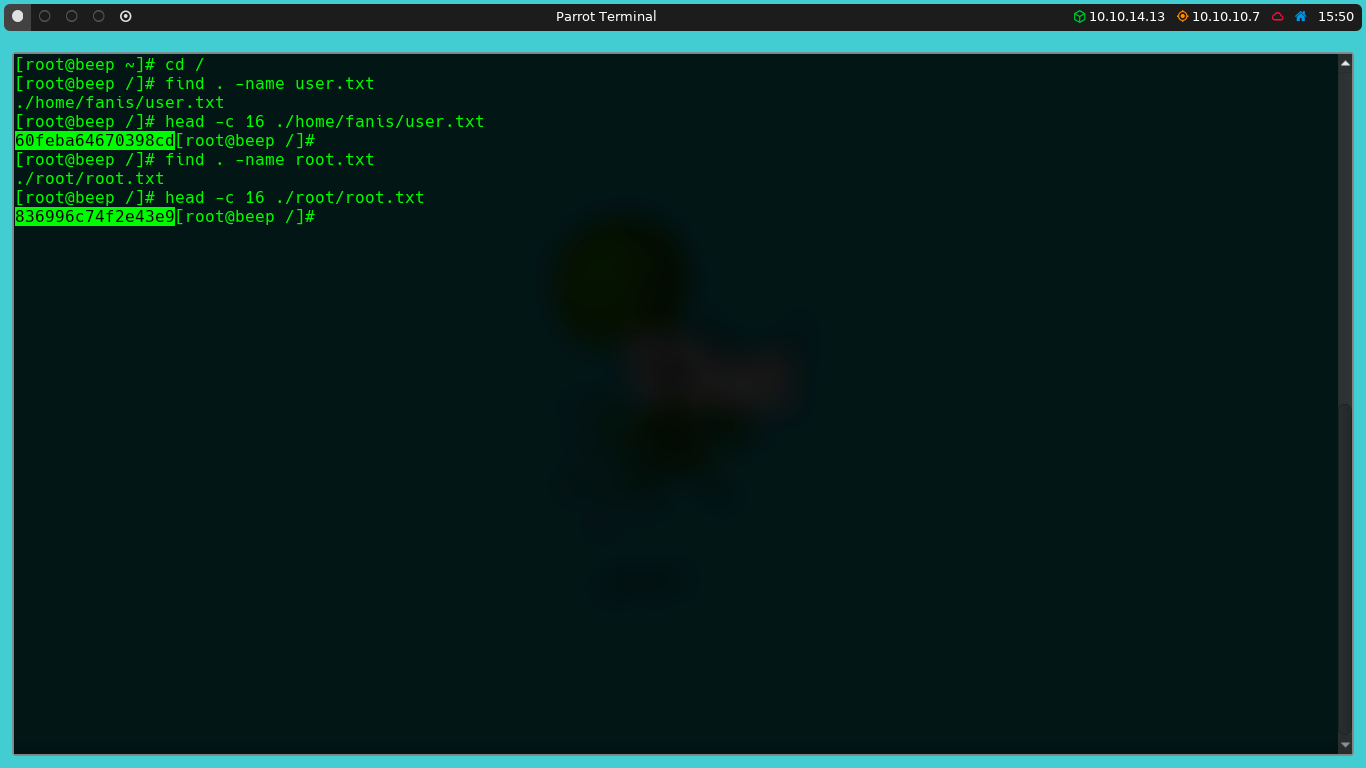 Parrot Terminal 10.10.14.13 10.10.10.7 15:50
[root@beep ~]# cd /
[root@beep /]# find . -name user.txt
./home/fanis/user.txt
[root@beep /]# head -c 16 ./home/fanis/user.txt
60feba64670398cd[root@beep /]#
[root@beep /]# find . -name root.txt
./root/root.txt
[root@beep /]# head -c 16 ./root/root.txt
836996c74f2e43e9[root@beep /]#